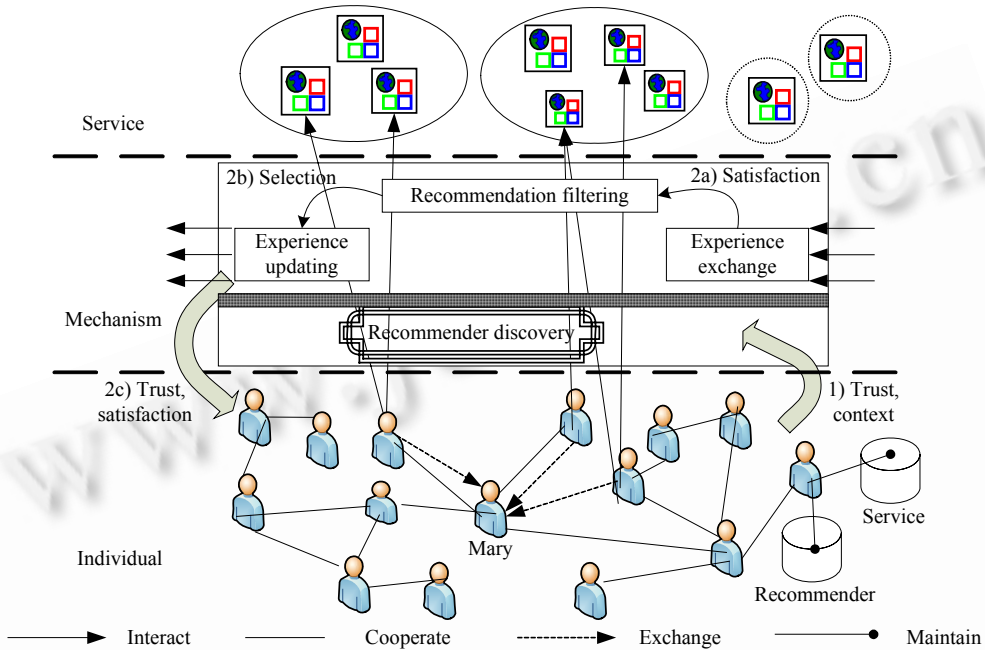 Service
2b) Selection
2a) Satisfaction
Recommendation filtering
Experience
updating
Experience
exchange
Mechanism
Recommender discovery
2c) Trust,
satisfaction
1) Trust,
context
Mary
Service
Individual
Recommender
Interact
Cooperate
Exchange
Maintain